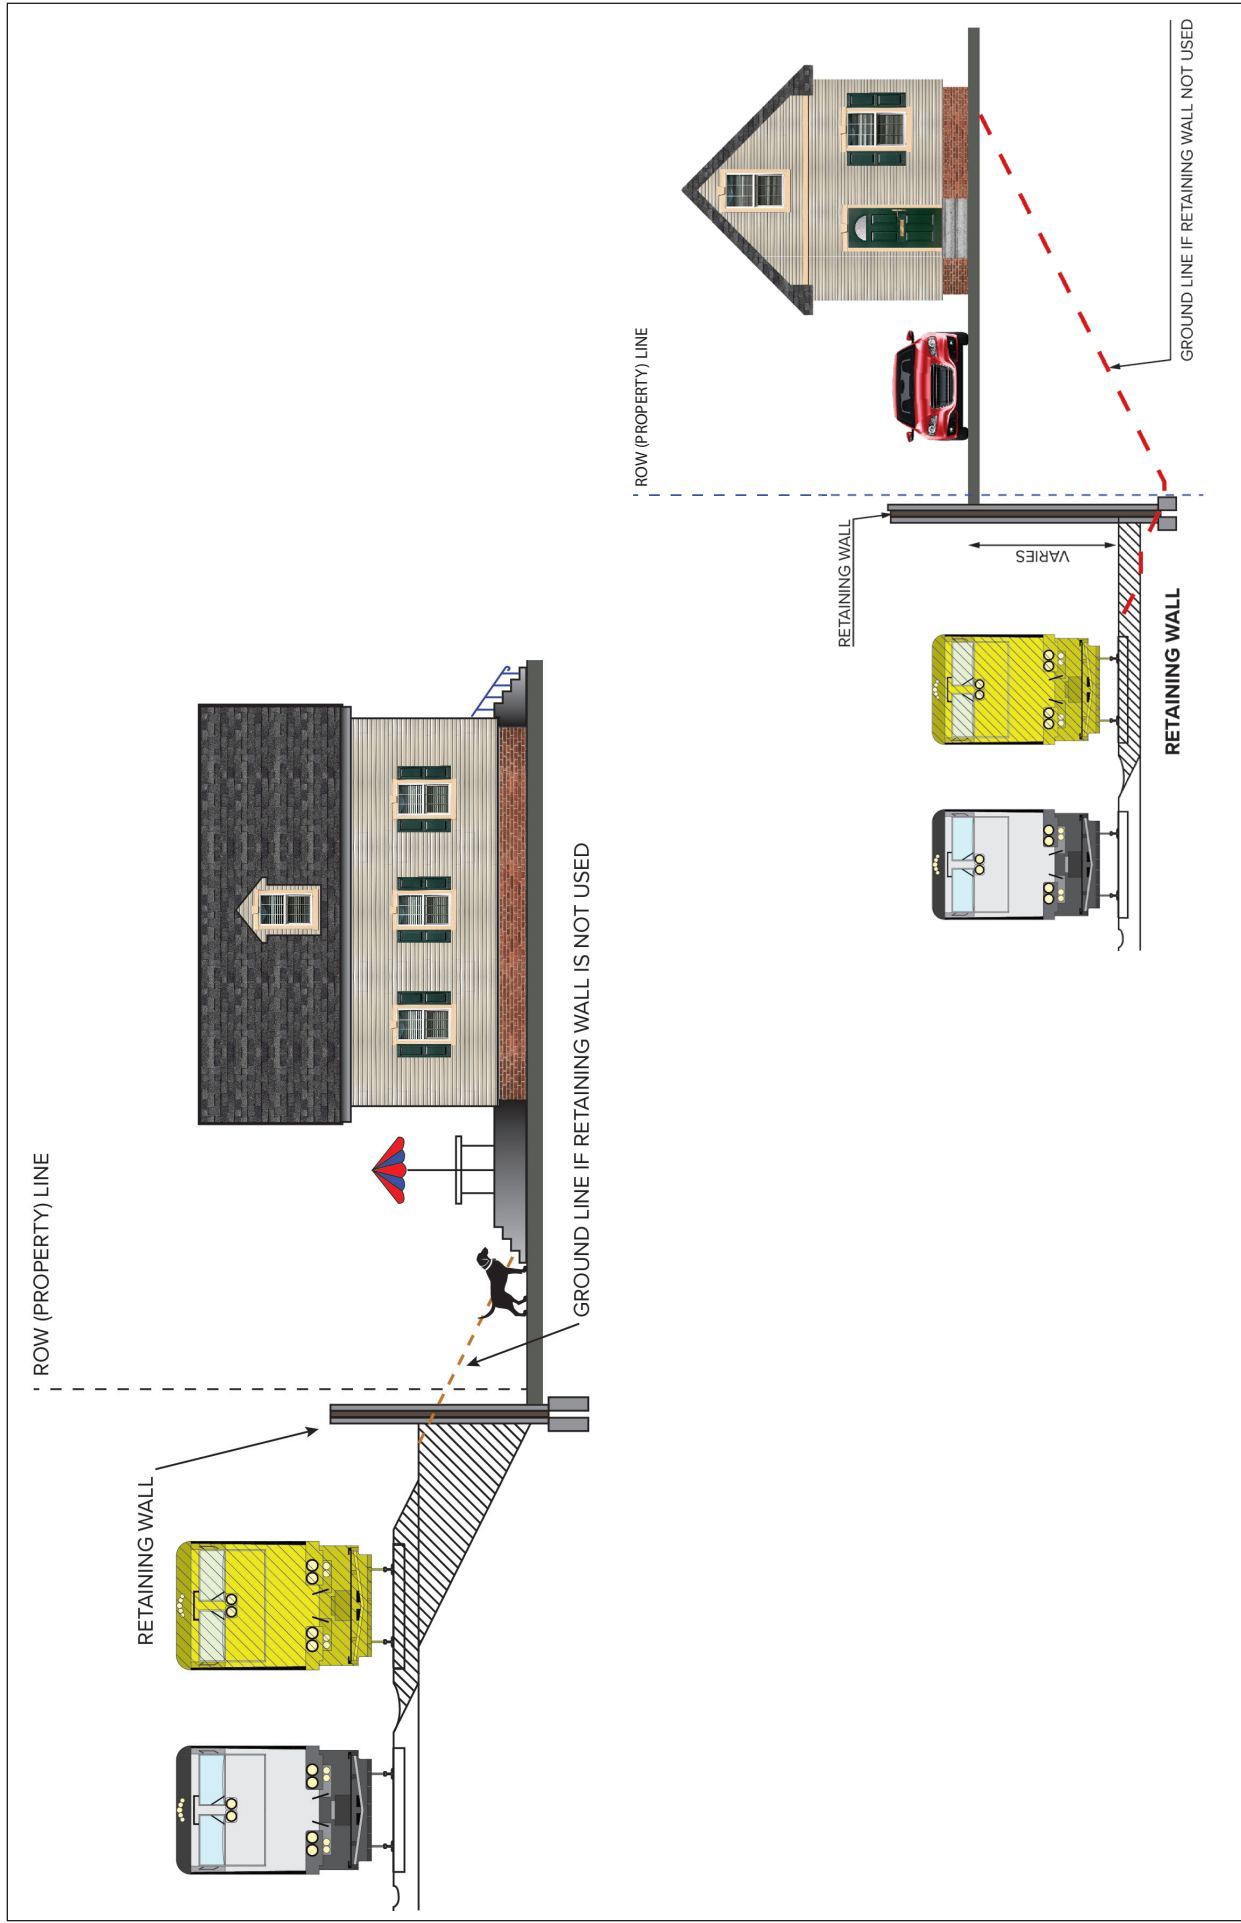 ROW (PROPERTY) LINE
RETAINING WALL
GROUND LINE IF RETAINING WALL IS NOT USED
ROW (PROPERTY) LINE
RETAINING WALL
VARIES
RETAINING WALL
GROUND LINE IF RETAINING WALL NOT USED